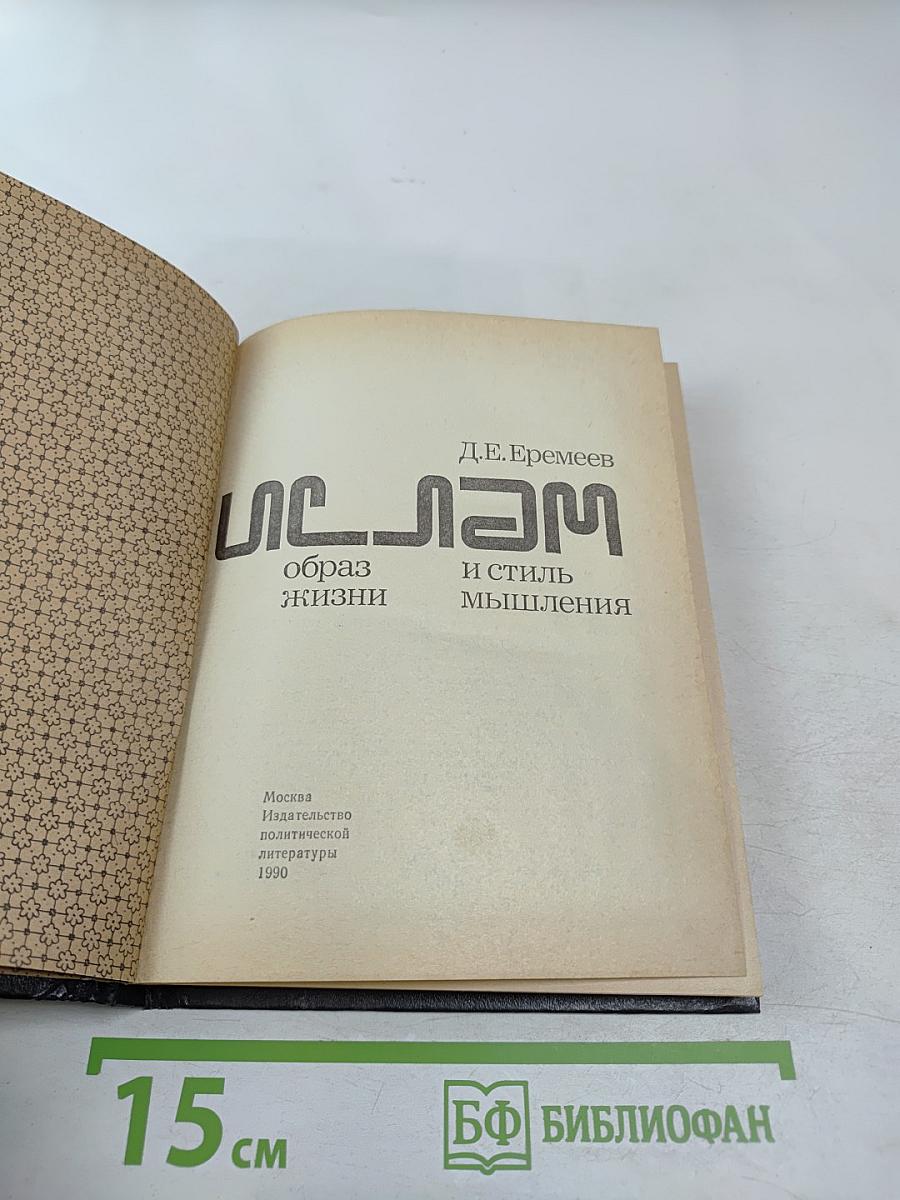 Д.Е.Еремеев
ИСЛАМ
образ и стиль
жизни мышления
Москва
Издательство
политической
литературы
1990
15 см
БФ БИБЛИОФАН